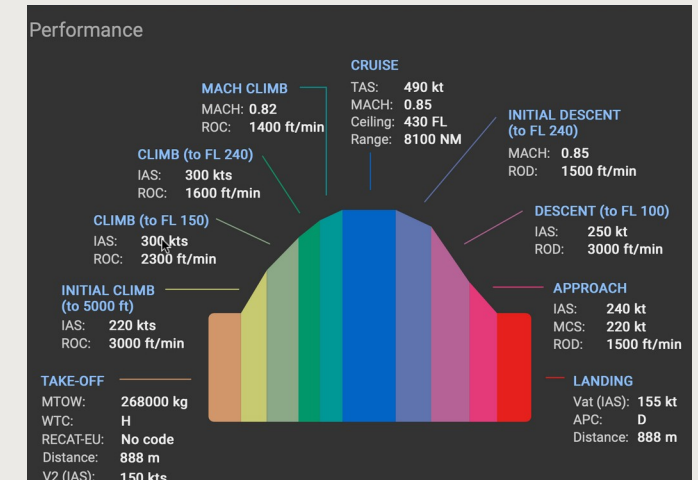 Performance
CRUISE
TAS: 490 kt
MACH: 0.85
Ceiling: 430 FL
Range: 8100 NM
MACH CLIMB
MACH: 0.82
ROC: 1400 ft/min
INITIAL DESCENT
(to FL 240)
MACH: 0.85
ROD: 1500 ft/min
CLIMB (to FL 240)
IAS: 300 kts
ROC: 1600 ft/min
DESCENT (to FL 100)
IAS: 250 kt
ROD: 3000 ft/min
CLIMB (to FL 150)
IAS: 300 kts
ROC: 2300 ft/min
INITIAL CLIMB
(to 5000 ft)
IAS: 220 kts
ROC: 3000 ft/min
APPROACH
IAS: 240 kt
MCS: 220 kt
ROD: 1500 ft/min
TAKE-OFF
MTOW: 268000 kg
WTC: H
RECAT-EU: No code
Distance: 888 m
V2 (IAS): 150 kts
LANDING
Vat (IAS): 155 kt
APC: D
Distance: 888 m